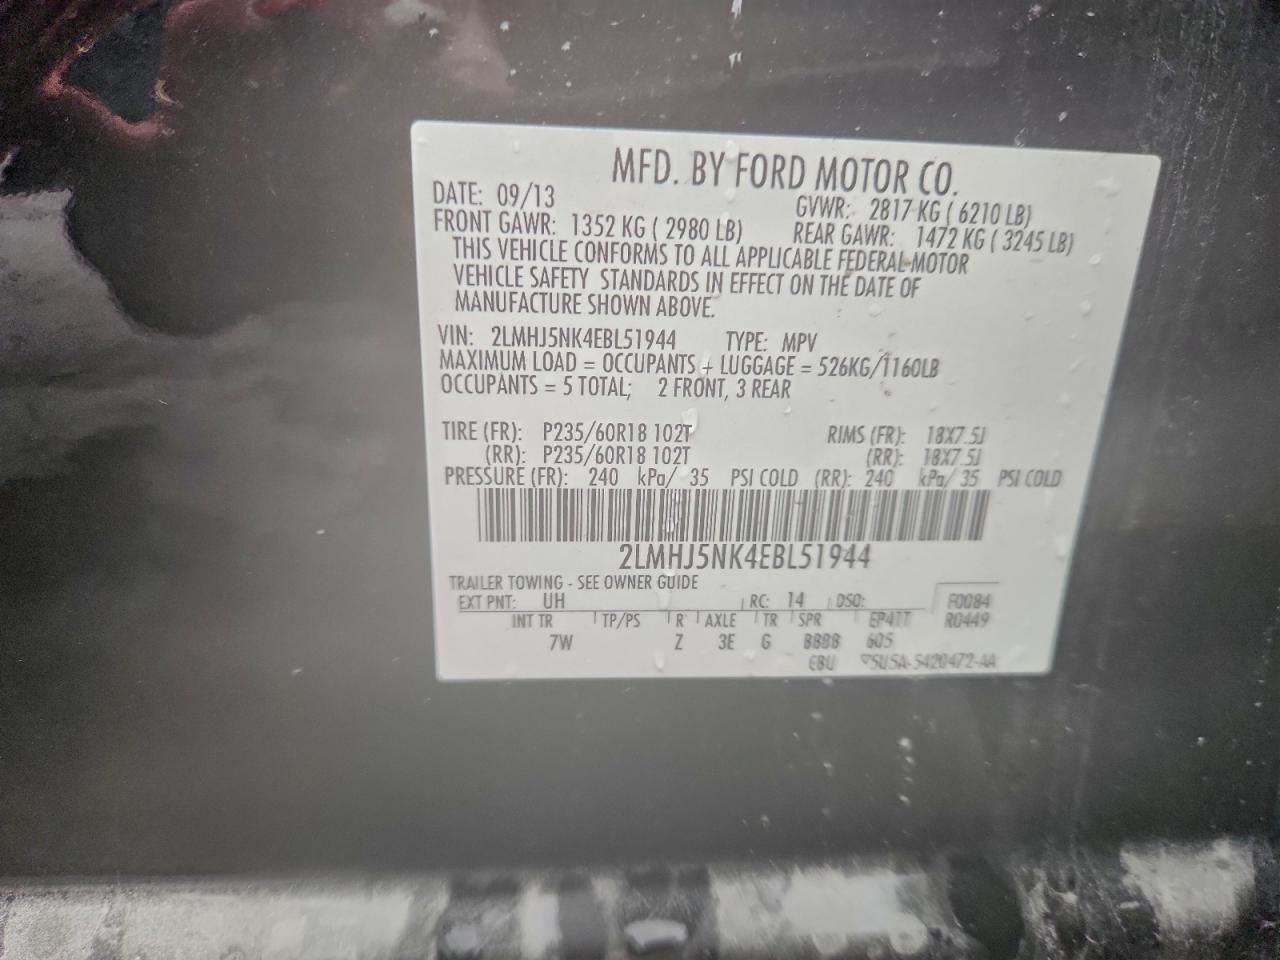 MFD. BY FORD MOTOR CO.
DATE: 09/13 GVWR: 2817 KG ( 6210 LB)
FRONT GAWR: 1352 KG ( 2980 LB) REAR GAWR: 1472 KG ( 3245 LB)
THIS VEHICLE CONFORMS TO ALL APPLICABLE FEDERAL MOTOR
VEHICLE SAFETY STANDARDS IN EFFECT ON THE DATE OF
MANUFACTURE SHOWN ABOVE.
VIN: 2LMHJ5NK4EBL51944 TYPE: MPV
MAXIMUM LOAD = OCCUPANTS + LUGGAGE = 526KG/1160LB
OCCUPANTS = 5 TOTAL; 2 FRONT, 3 REAR
TIRE (FR): P235/60R18 102T RIMS (FR): 18X7.5J
(RR): P235/60R18 102T (RR): 18X7.5J
PRESSURE (FR): 240 kPa/ 35 PSI COLD (RR): 240 kPa/ 35 PSI COLD
2LMHJ5NK4EBL51944
TRAILER TOWING - SEE OWNER GUIDE
EXT PNT: UH RC: 14 DSO: F0084
INT TR TP/PS R AXLE TR SPR EP41T R0449
7W Z 3E G BBBB 605
EBU 5U5A-5420472-AA